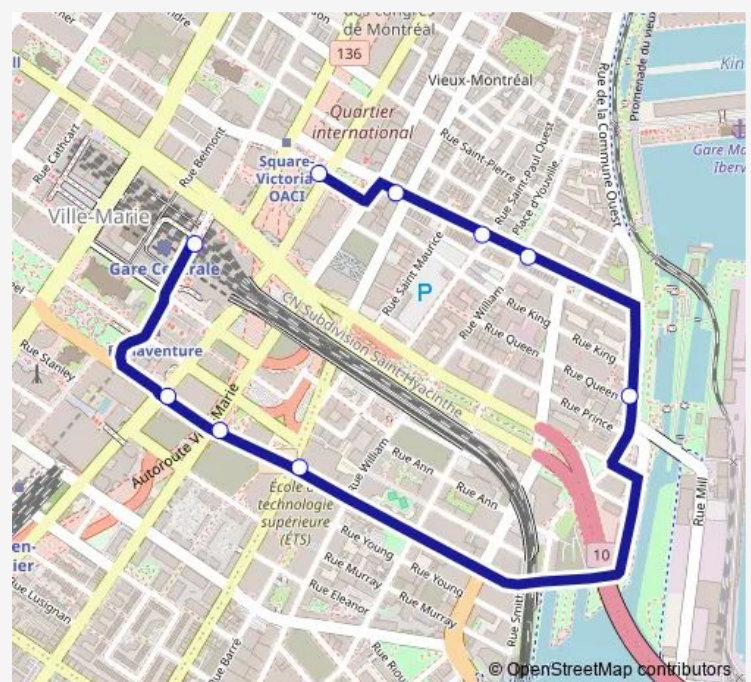 de Montréal
136
Vieux-Montréal
Quartier
international
Rue Belmont
Rue Cathcart
Square-
Victoria
OACI
Rue Saint-Pierre
Rue Saint-Paul Ouest
Place d'Youville
Rue de la Commune Ouest
Promenade du vieux
Kin
Gare Ma
Iberv
Ville-Marie
Gare Centrale
Rue Saint Maurice
P
CN Subdivision Saint-Hyacinthe
Rue William
Rue King
Rue Queen
Rue King
Rue Queen
Rue Prince
Rue Stanley
Autoroute Ville-Marie
Rue William
Rue Ann
Rue Ann
École de
technologie
supérieure
(ÉTS)
Rue Young
Rue Murray
Rue Eleanor
Rue Young
Rue Murray
Rue Smith
10
Rue Mill
Rue Lusignan
Rue Barré
© OpenStreetMap contributors